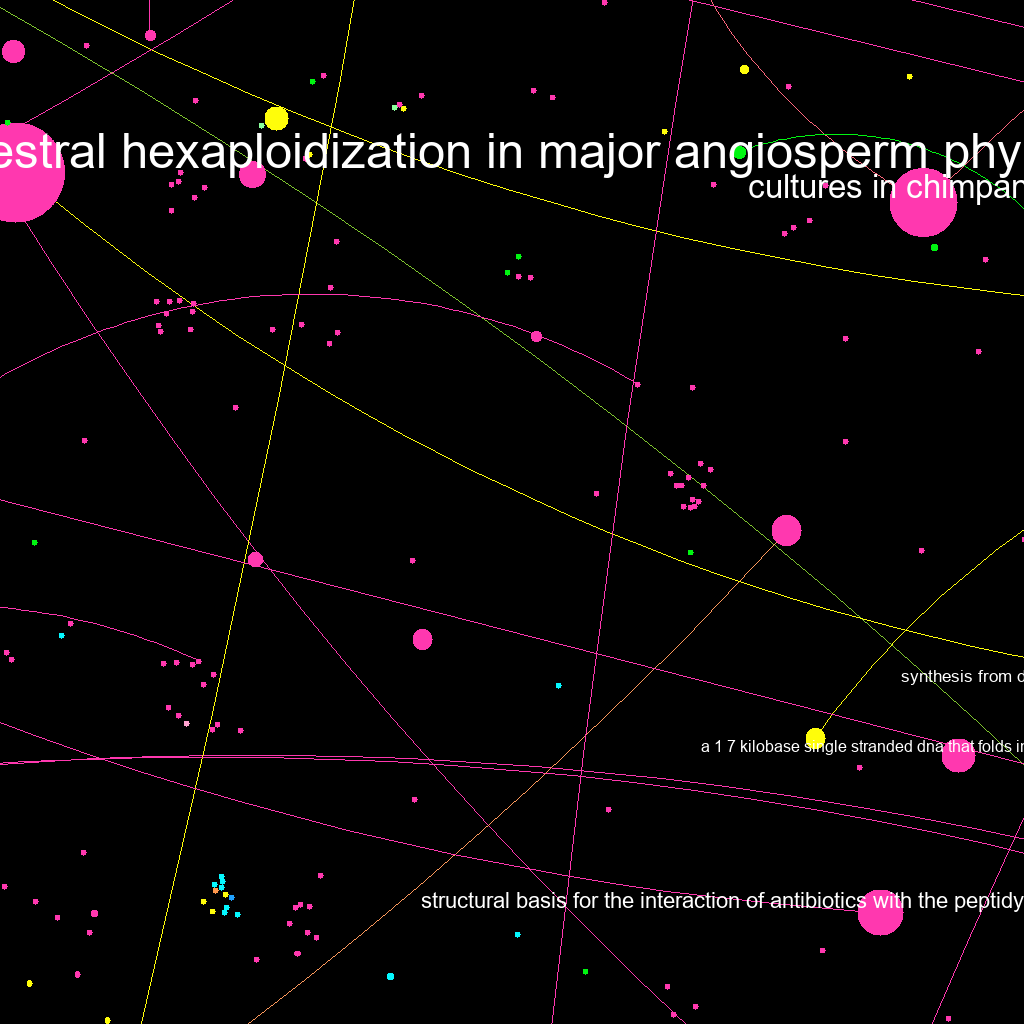 estral hexaploidization in major angiosperm phy
cultures in chimpan
synthesis from d
a 1 7 kilobase single stranded dna that folds in
structural basis for the interaction of antibiotics with the peptidy